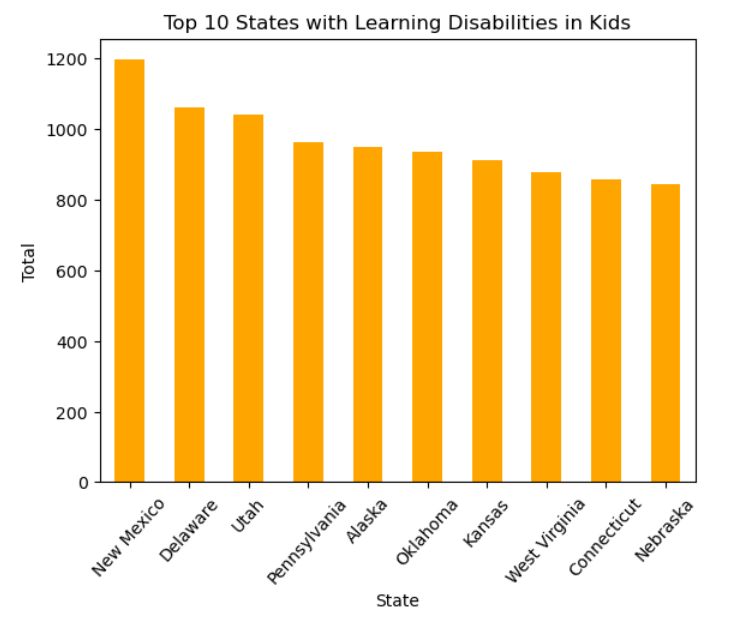 Top 10 States with Learning Disabilities in Kids
1200
1000
800
600
400
200
0
Total
New Mexico
Delaware
Utah
Pennsylvania
Alaska
Oklahoma
Kansas
West Virginia
Connecticut
Nebraska
State